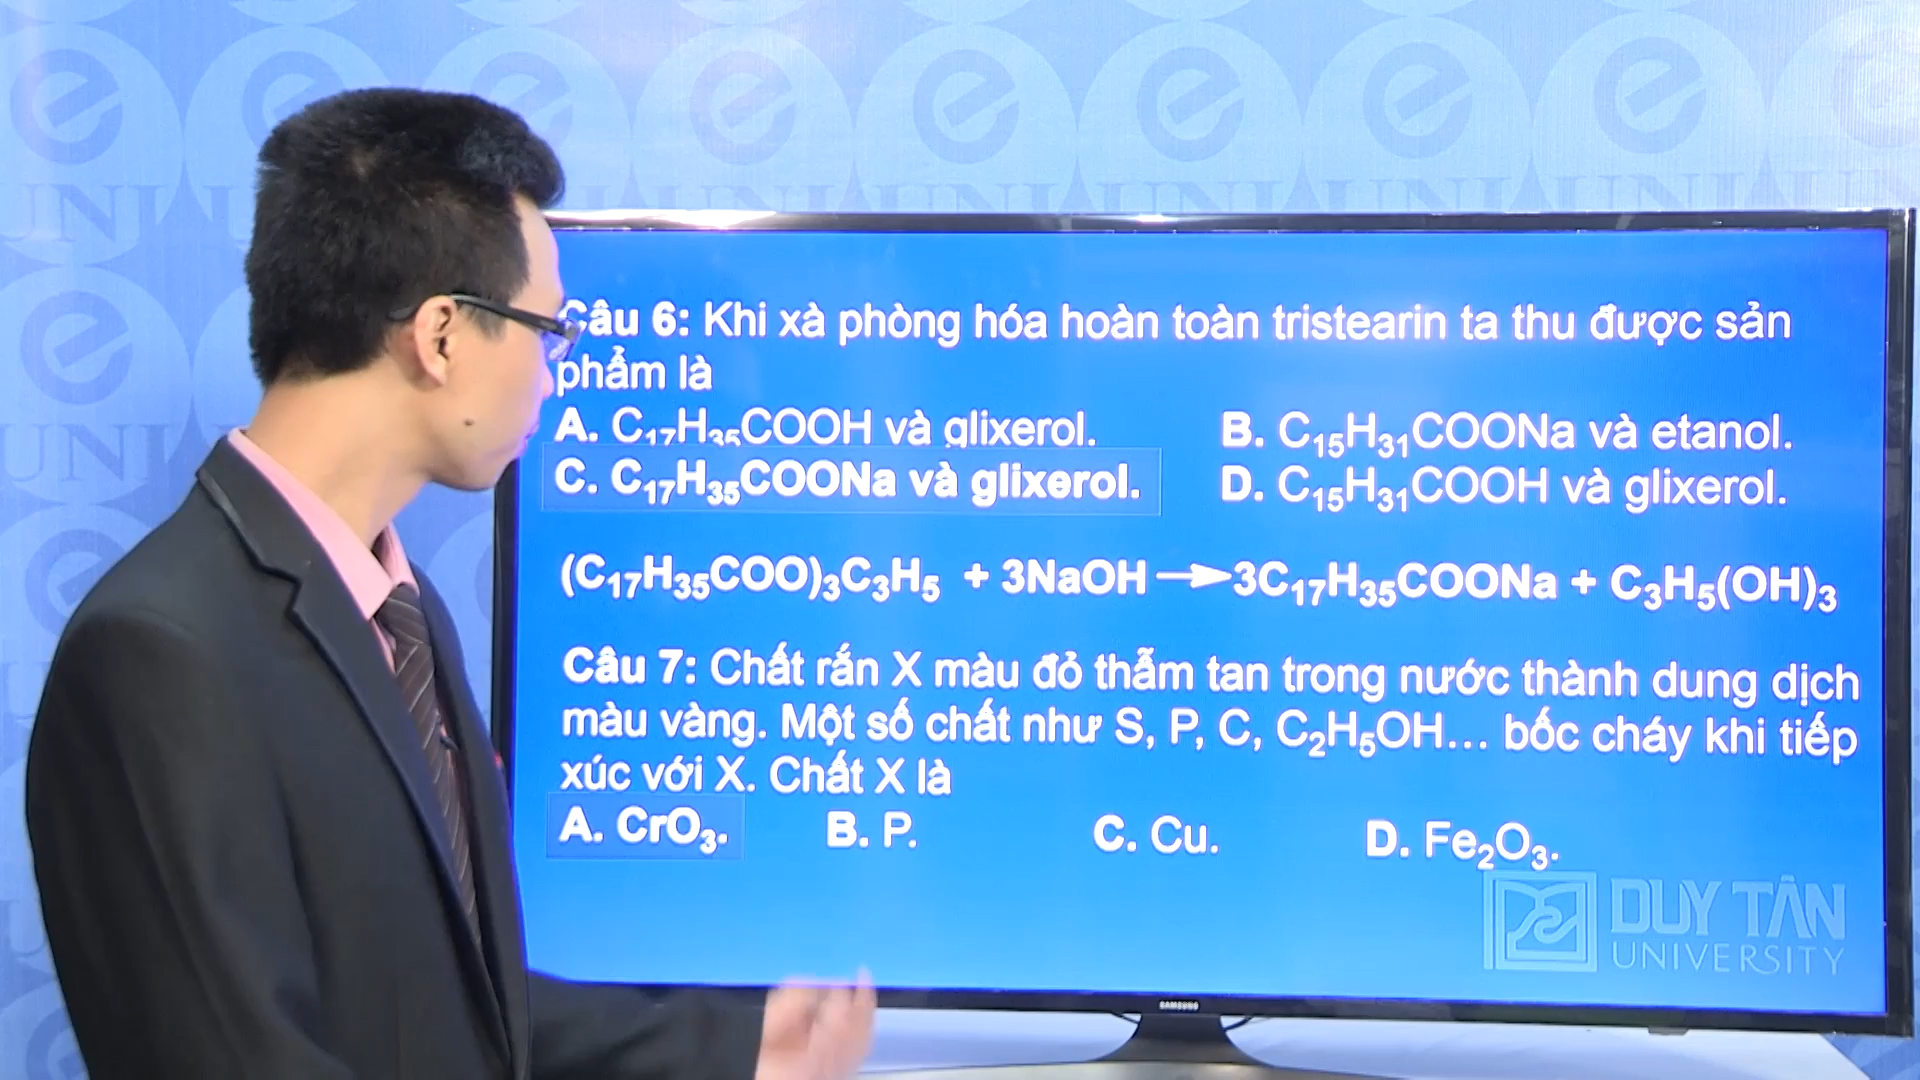 Câu 6: Khi xà phòng hóa hoàn toàn tristearin ta thu được sản
phẩm là
A. C₁₇H₃₅COOH và glixerol. B. C₁₅H₃₁COONa và etanol.
C. C₁₇H₃₅COONa và glixerol. D. C₁₅H₃₁COOH và glixerol.
(C₁₇H₃₅COO)₃C₃H₅ + 3NaOH → 3C₁₇H₃₅COONa + C₃H₅(OH)₃
Câu 7: Chất rắn X màu đỏ thẫm tan trong nước thành dung dịch
màu vàng. Một số chất như S, P, C, C₂H₅OH... bốc cháy khi tiếp
xúc với X. Chất X là
A. CrO₃. B. P. C. Cu. D. Fe₂O₃.
DUY TÂN
UNIVERSITY
SAMSUNG